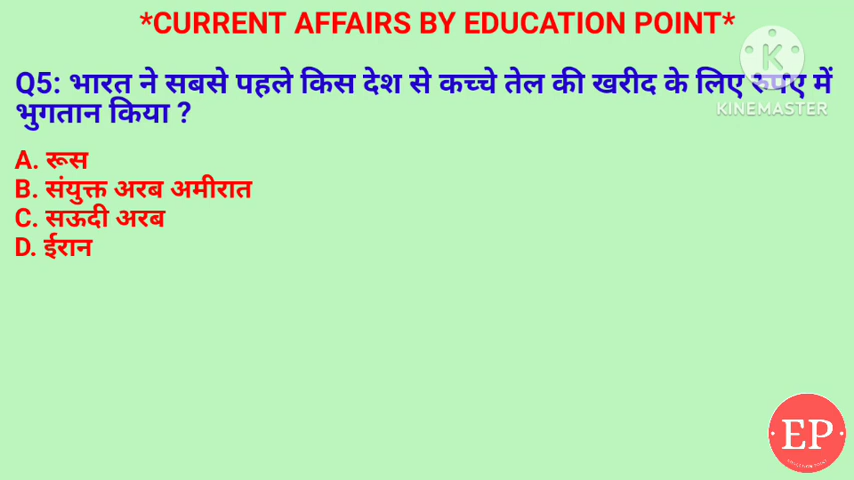 *CURRENT AFFAIRS BY EDUCATION POINT*
Q5: भारत ने सबसे पहले किस देश से कच्चे तेल की खरीद के लिए रुपए में
भुगतान किया ?
A. रूस
B. संयुक्त अरब अमीरात
C. सऊदी अरब
D. ईरान
K
KINEMASTER
EP